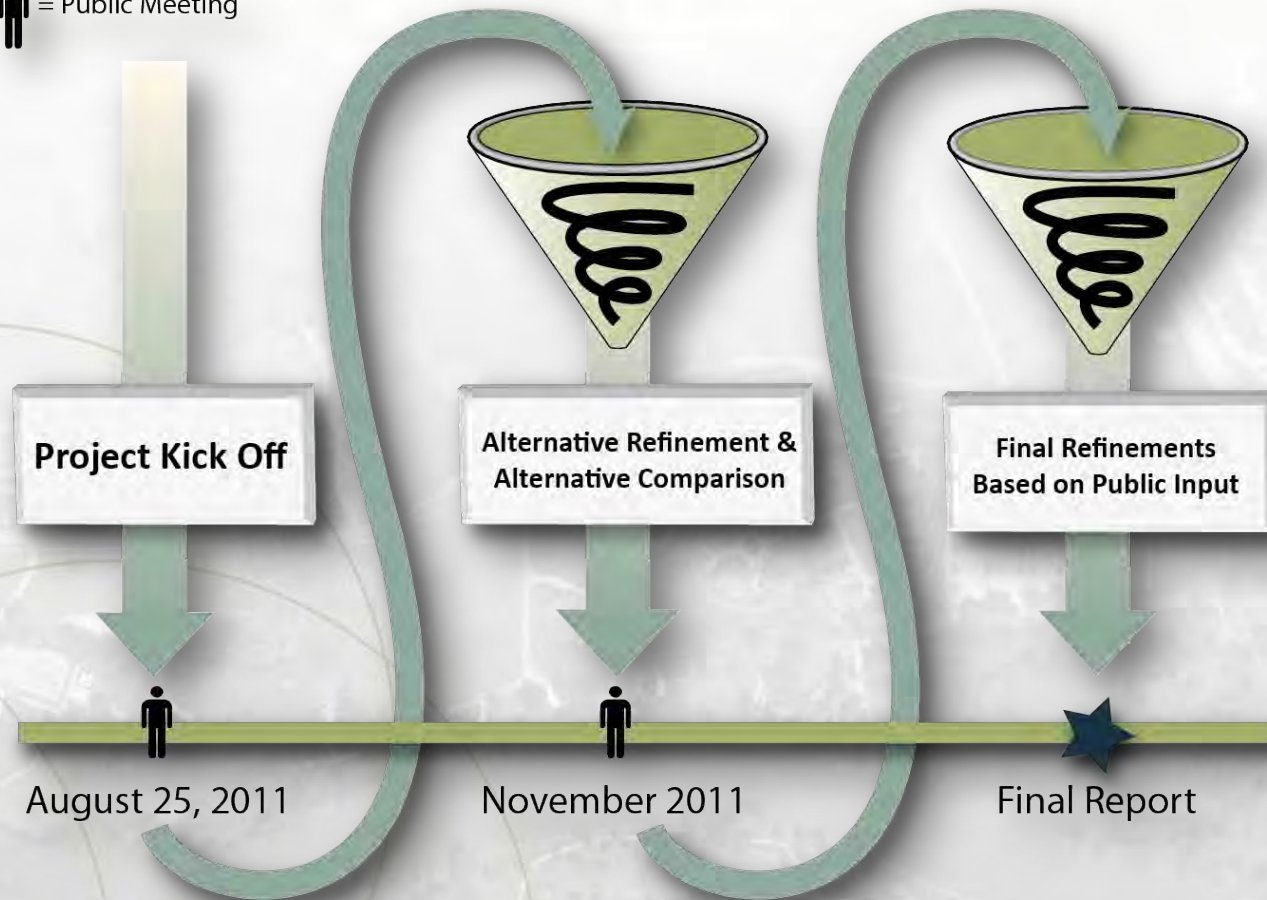 = Public Meeting
Project Kick Off
Alternative Refinement &
Alternative Comparison
Final Refinements
Based on Public Input
August 25, 2011
November 2011
Final Report